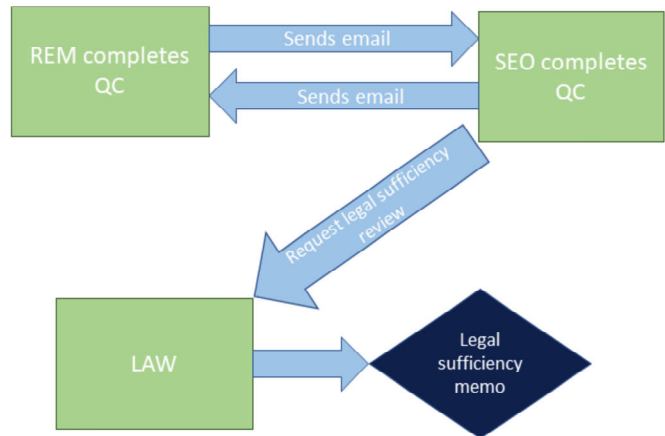 REM completes
QC
Sends email
Sends email
SEO completes
QC
Request legal sufficiency
review
LAW
Legal
sufficiency
memo